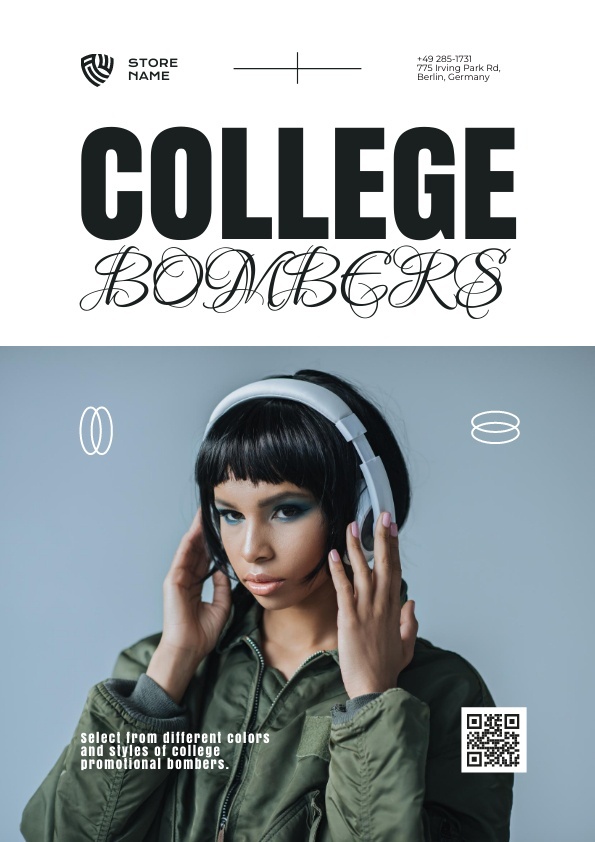 STORE
NAME
+49 285-1731
775 Irving Park Rd,
Berlin, Germany
COLLEGE
BOMBERS
Select from different colors
and styles of college
promotional bombers.